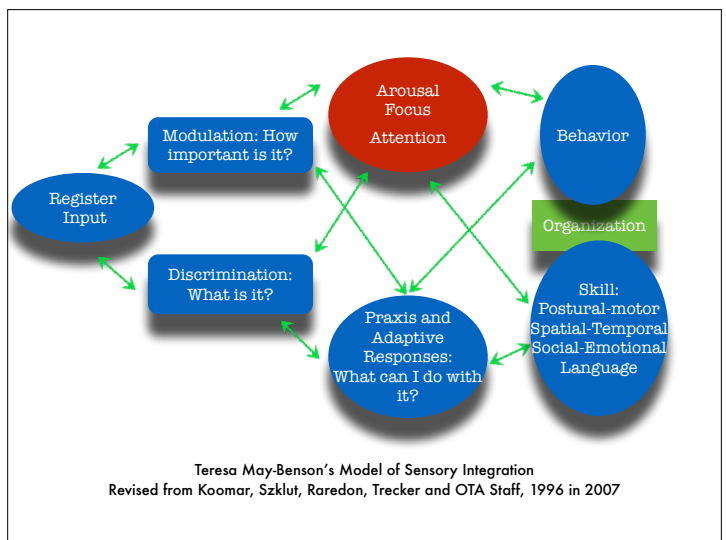 Register
Input
Modulation: How
important is it?
Discrimination:
What is it?
Arousal
Focus
Attention
Praxis and
Adaptive
Responses:
What can I do with
it?
Behavior
Organization
Skill:
Postural-motor
Spatial-Temporal
Social-Emotional
Language
Teresa May-Benson's Model of Sensory Integration
Revised from Koomar, Szklut, Raredon, Trecker and OTA Staff, 1996 in 2007